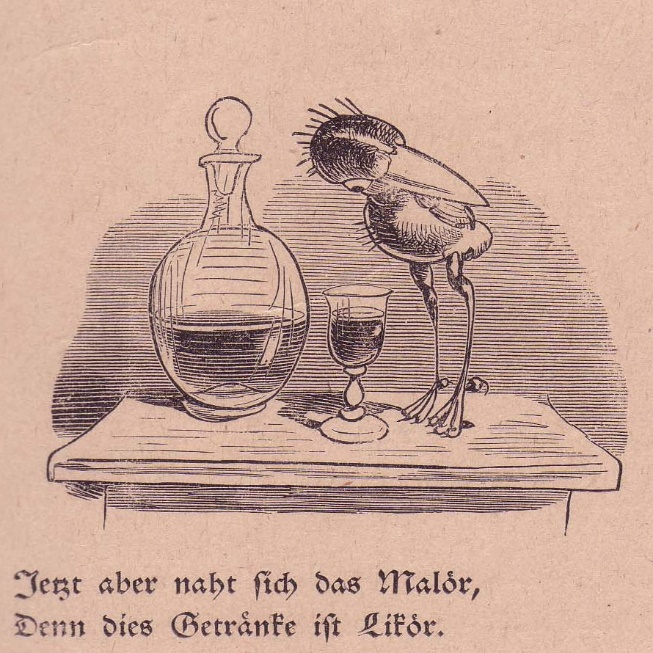 Jetzt aber naht sich das Malör,
Denn dies Getränke ist Likör.